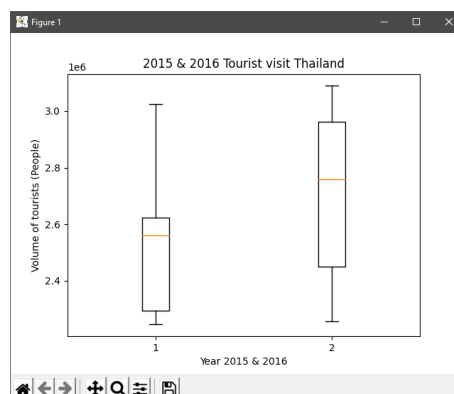 Figure 1
2015 & 2016 Tourist visit Thailand
1e6
3.0
2.8
2.6
2.4
Volume of tourists (People)
1 2
Year 2015 & 2016